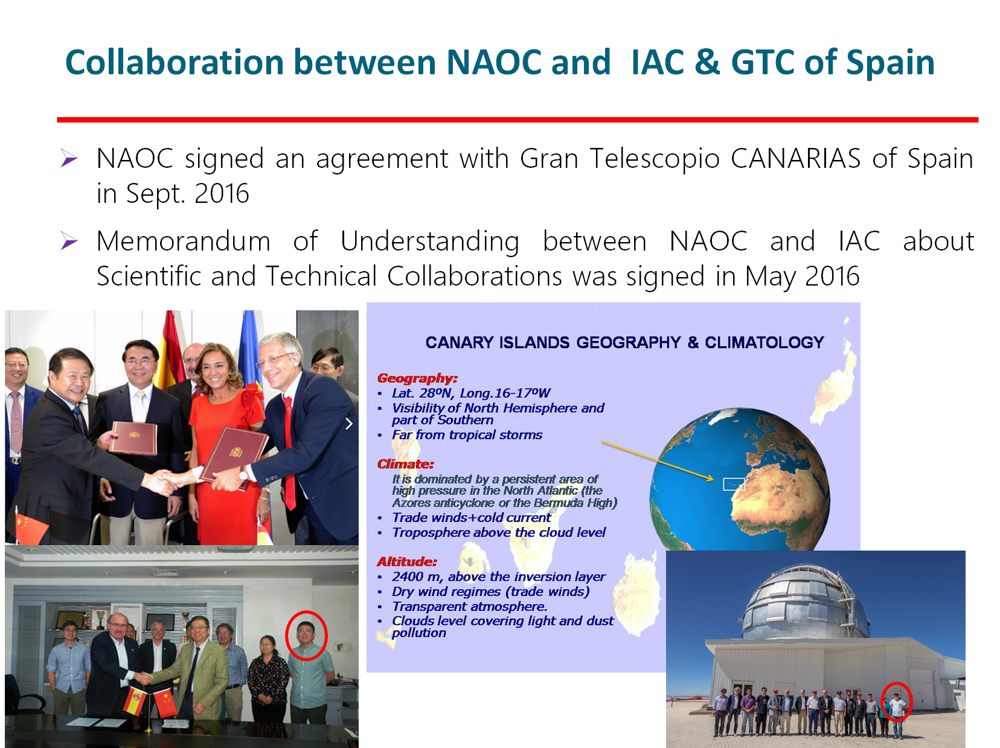 Collaboration between NAOC and IAC & GTC of Spain
NAOC signed an agreement with Gran Telescopio CANARIAS of Spain
in Sept. 2016
Memorandum of Understanding between NAOC and IAC about
Scientific and Technical Collaborations was signed in May 2016
CANARY ISLANDS GEOGRAPHY & CLIMATOLOGY
Geography:
• Lat. 28ºN, Long.16-17ºW
• Visibility of North Hemisphere and
part of Southern
• Far from tropical storms
Climate:
It is dominated by a persistent area of
high pressure in the North Atlantic (the
Azores anticyclone or the Bermuda High)
• Trade winds+cold current
• Troposphere above the cloud level
Altitude:
• 2400 m, above the inversion layer
• Dry wind regimes (trade winds)
• Transparent atmosphere.
• Clouds level covering light and dust
pollution